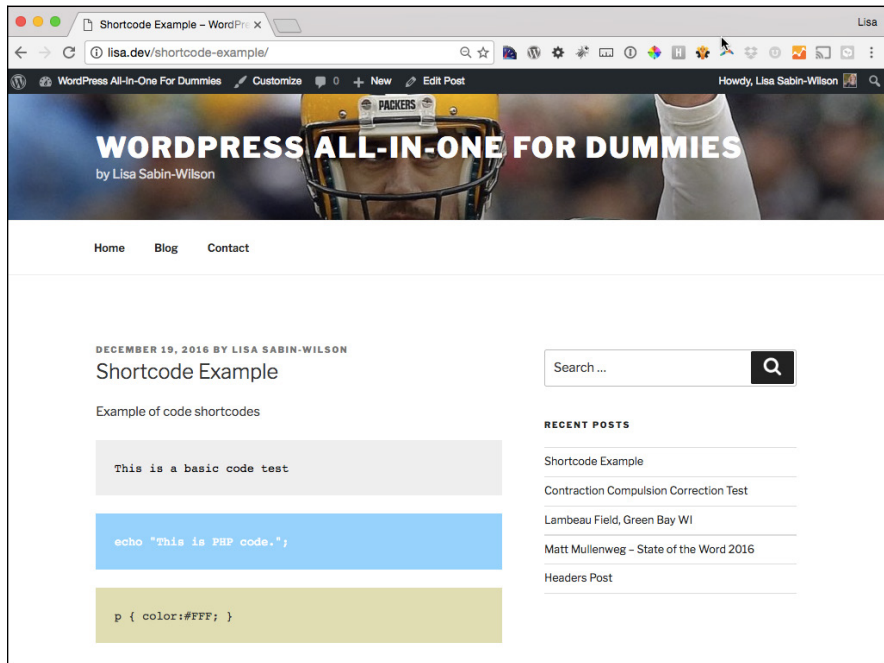 Shortcode Example – WordPre
Lisa
lisa.dev/shortcode-example/
WordPress All-In-One For Dummies Customize 0 New Edit Post Howdy, Lisa Sabin-Wilson
PACKERS
WORDPRESS ALL-IN-ONE FOR DUMMIES
by Lisa Sabin-Wilson
Home Blog Contact
DECEMBER 19, 2016 BY LISA SABIN-WILSON
Shortcode Example
Example of code shortcodes
This is a basic code test
echo "This is PHP code.";
p { color:#FFF; }
Search ...
RECENT POSTS
Shortcode Example
Contraction Compulsion Correction Test
Lambeau Field, Green Bay WI
Matt Mullenweg – State of the Word 2016
Headers Post